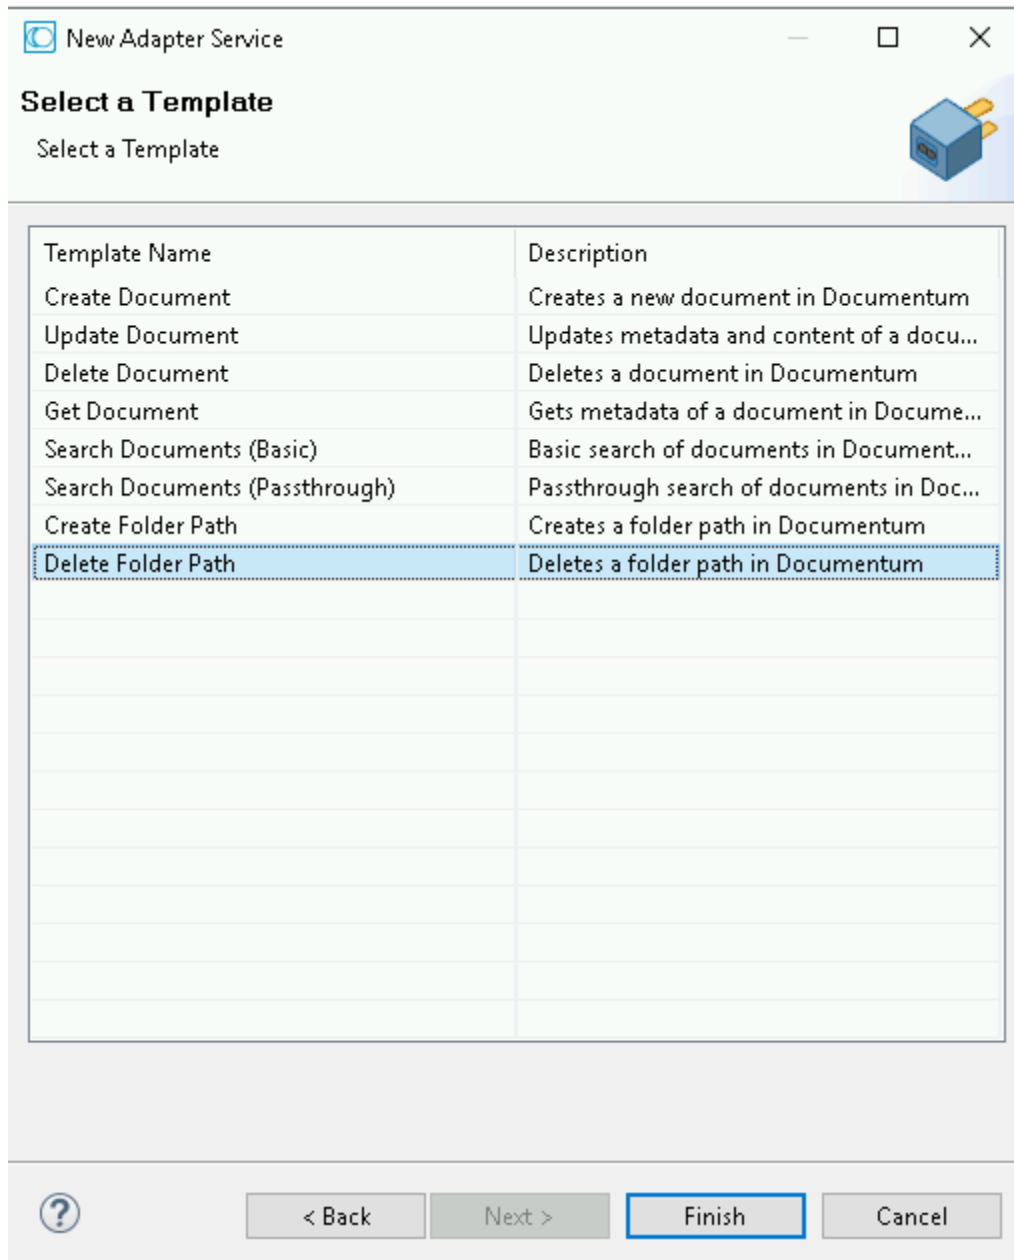 New Adapter Service
Select a Template
Select a Template
Template Name Description
Create Document Creates a new document in Documentum
Update Document Updates metadata and content of a docu...
Delete Document Deletes a document in Documentum
Get Document Gets metadata of a document in Docume...
Search Documents (Basic) Basic search of documents in Document...
Search Documents (Passthrough) Passthrough search of documents in Doc...
Create Folder Path Creates a folder path in Documentum
Delete Folder Path Deletes a folder path in Documentum
? < Back Next > Finish Cancel